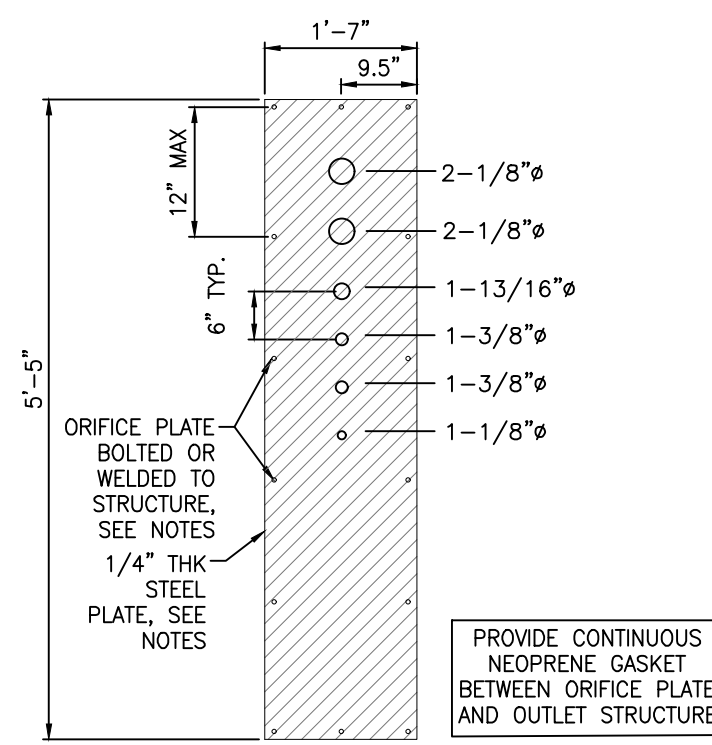 1'-7"
9.5"
12" MAX
2-1/8"ø
2-1/8"ø
6" TYP.
1-13/16"ø
1-3/8"ø
5'-5"
1-3/8"ø
ORIFICE PLATE
BOLTED OR
WELDED TO
STRUCTURE,
SEE NOTES
1-1/8"ø
1/4" THK
STEEL
PLATE, SEE
NOTES
PROVIDE CONTINUOUS
NEOPRENE GASKET
BETWEEN ORIFICE PLATE
AND OUTLET STRUCTURE